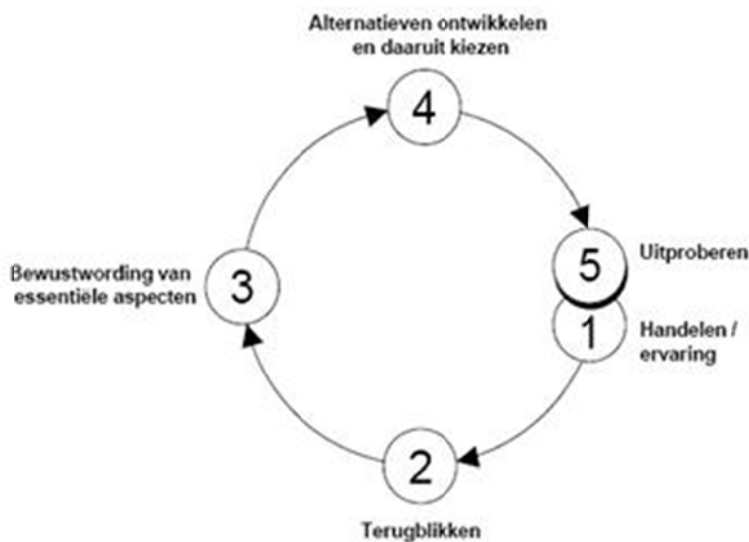 Alternatieven ontwikkelen
en daaruit kiezen
4
5
Uitproberen
Bewustwording van
essentiële aspecten
3
1
Handelen /
ervaring
2
Terugblikken